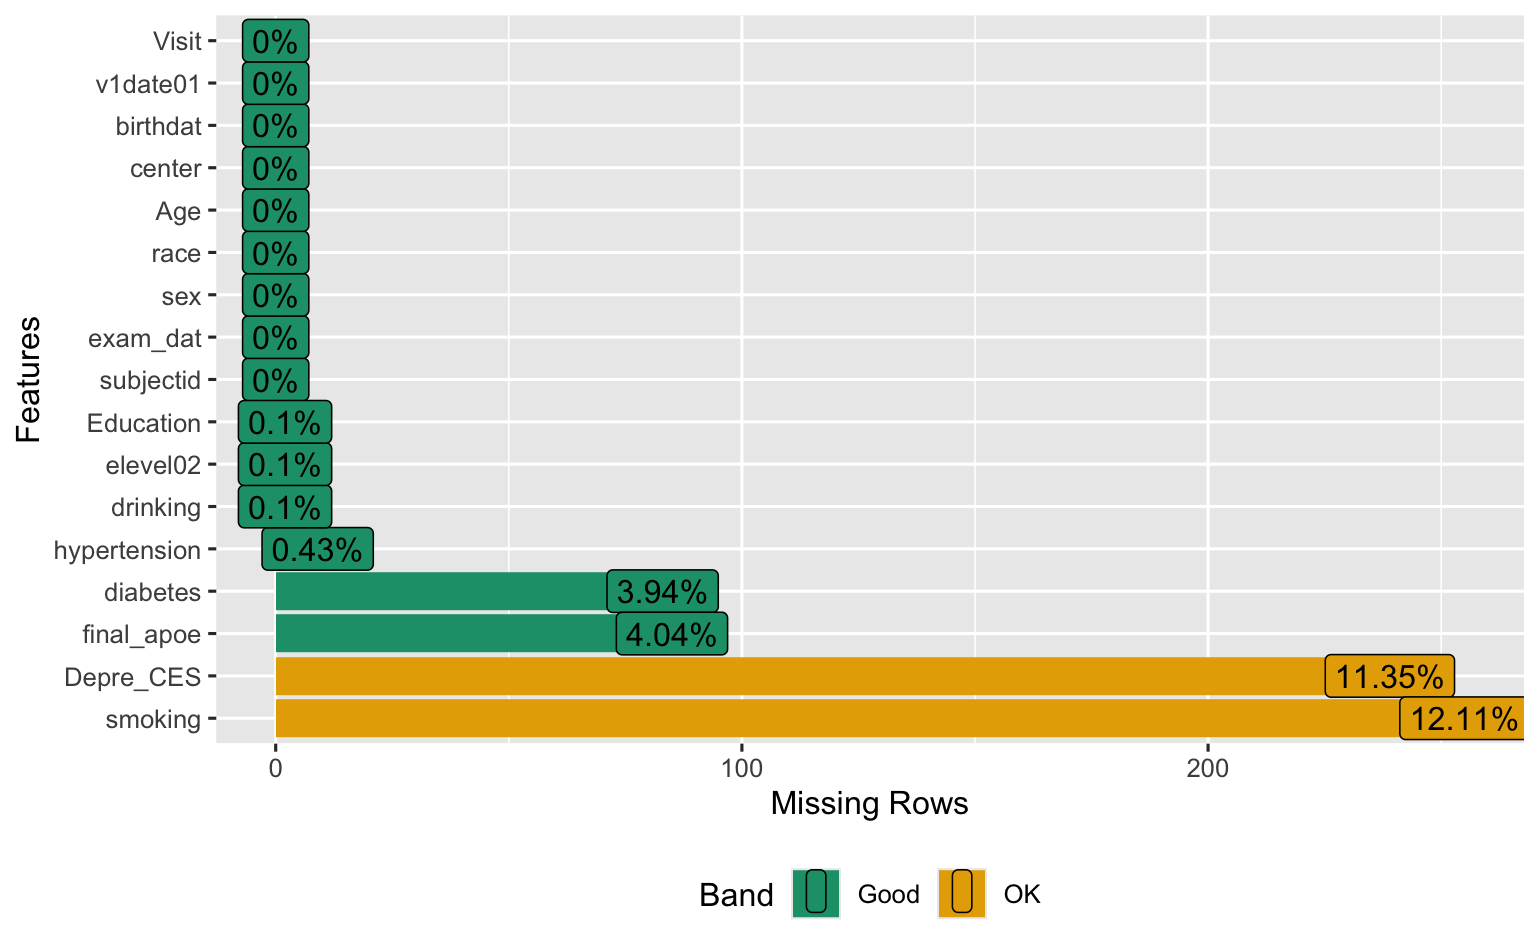 Features
Visit 0%
v1date01 0%
birthdat 0%
center 0%
Age 0%
race 0%
sex 0%
exam_dat 0%
subjectid 0%
Education 0.1%
elevel02 0.1%
drinking 0.1%
hypertension 0.43%
diabetes 3.94%
final_apoe 4.04%
Depre_CES 11.35%
smoking 12.11%
0 100 200
Missing Rows
Band Good OK